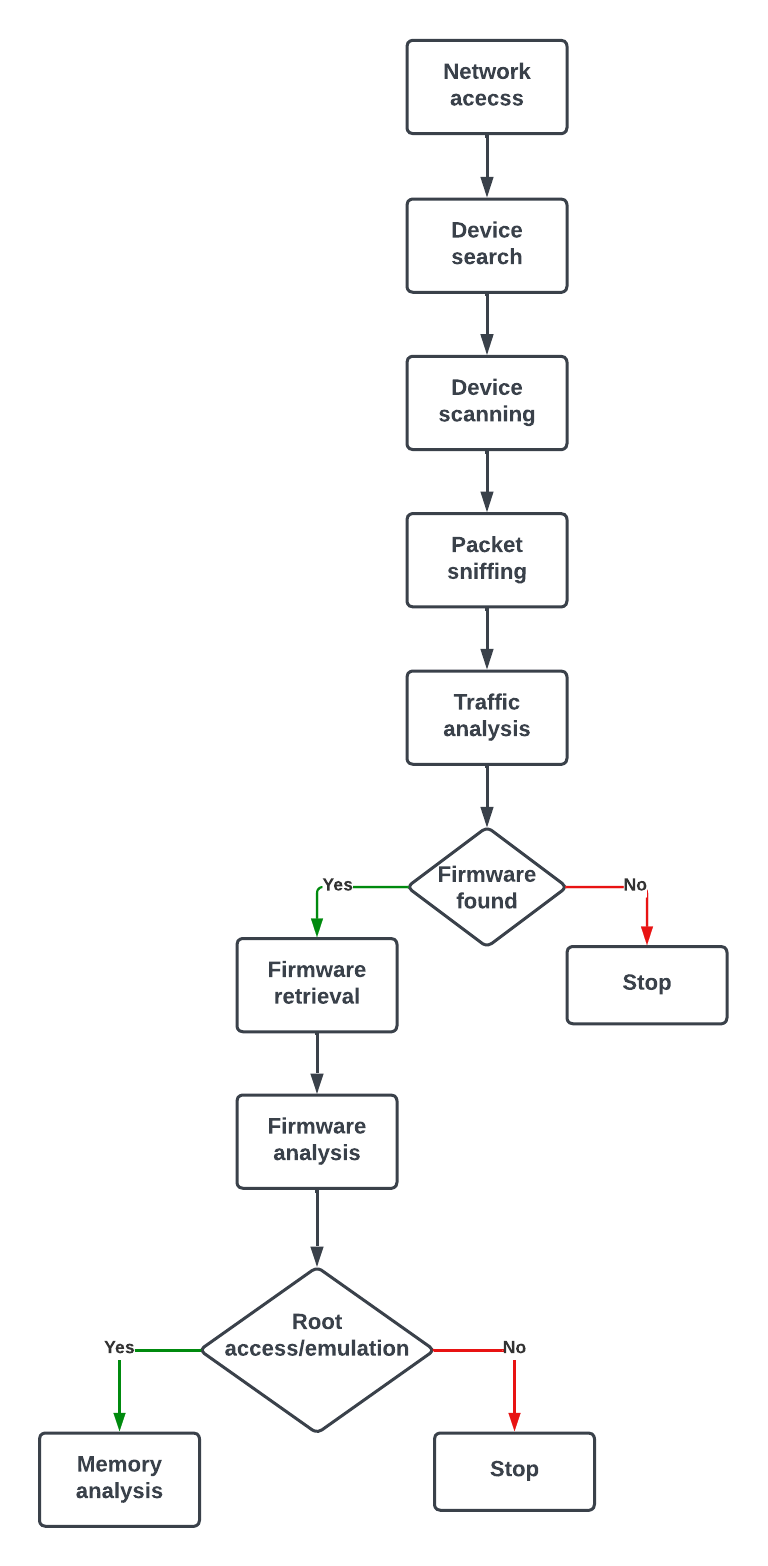 Network
acecss
Device
search
Device
scanning
Packet
sniffing
Traffic
analysis
Firmware
found
Yes
No
Firmware
retrieval
Stop
Firmware
analysis
Root
access/emulation
Yes
No
Memory
analysis
Stop